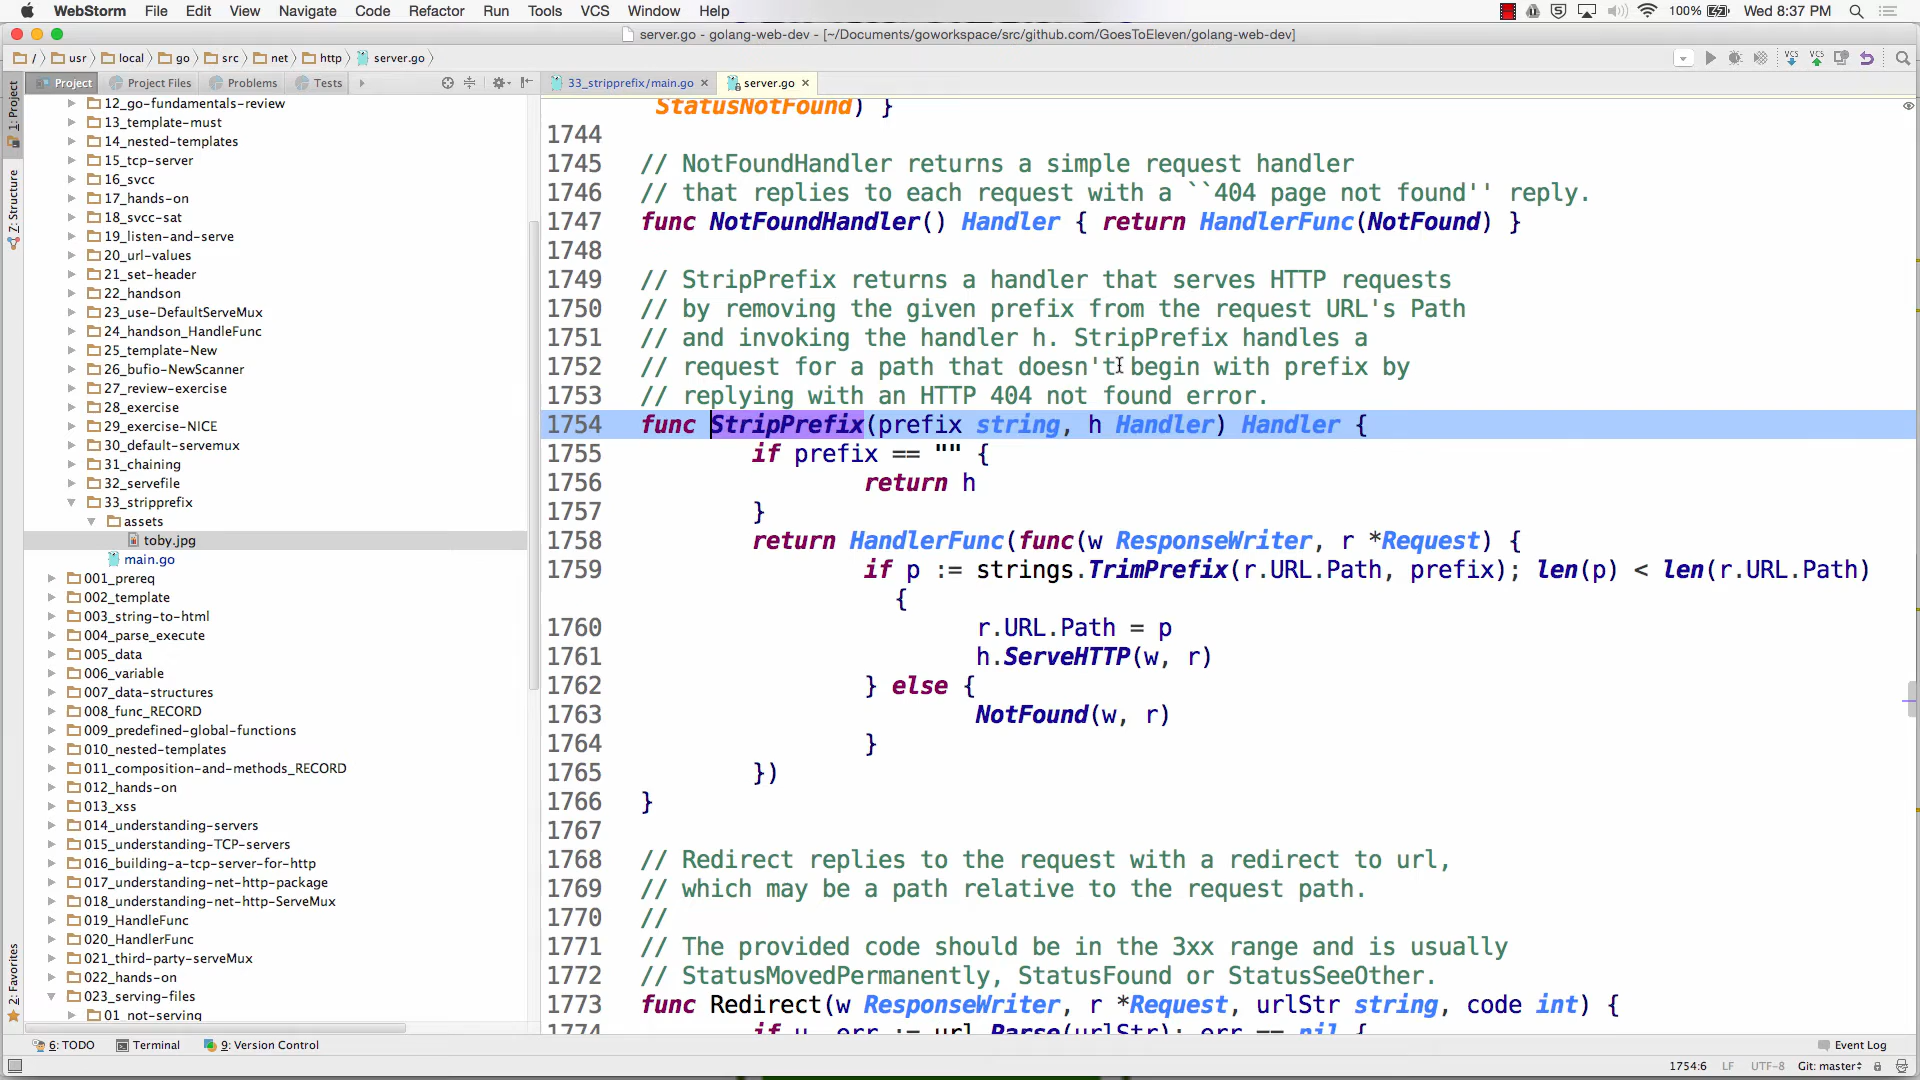 WebStorm File Edit View Navigate Code Refactor Run Tools VCS Window Help 100% Wed 8:37 PM
server.go - golang-web-dev - [~/Documents/goworkspace/src/github.com/GoesToEleven/golang-web-dev]
/ usr local go src net http server.go
Project Project Files Problems Tests 33_stripprefix/main.go server.go
1: Project
Z: Structure
2: Favorites
12_go-fundamentals-review
13_template-must
14_nested-templates
15_tcp-server
16_svcc
17_hands-on
18_svcc-sat
19_listen-and-serve
20_url-values
21_set-header
22_handson
23_use-DefaultServeMux
24_handson_HandleFunc
25_template-New
26_bufio-NewScanner
27_review-exercise
28_exercise
29_exercise-NICE
30_default-servemux
31_chaining
32_servefile
33_stripprefix
assets
toby.jpg
main.go
001_prereq
002_template
003_string-to-html
004_parse_execute
005_data
006_variable
007_data-structures
008_func_RECORD
009_predefined-global-functions
010_nested-templates
011_composition-and-methods_RECORD
012_hands-on
013_xss
014_understanding-servers
015_understanding-TCP-servers
016_building-a-tcp-server-for-http
017_understanding-net-http-package
018_understanding-net-http-ServeMux
019_HandleFunc
020_HandlerFunc
021_third-party-serveMux
022_hands-on
023_serving-files
01_not-serving
StatusNotFound) }
1744
1745 // NotFoundHandler returns a simple request handler
1746 // that replies to each request with a ``404 page not found'' reply.
1747 func NotFoundHandler() Handler { return HandlerFunc(NotFound) }
1748
1749 // StripPrefix returns a handler that serves HTTP requests
1750 // by removing the given prefix from the request URL's Path
1751 // and invoking the handler h. StripPrefix handles a
1752 // request for a path that doesn't begin with prefix by
1753 // replying with an HTTP 404 not found error.
1754 func StripPrefix(prefix string, h Handler) Handler {
1755 if prefix == "" {
1756 return h
1757 }
1758 return HandlerFunc(func(w ResponseWriter, r *Request) {
1759 if p := strings.TrimPrefix(r.URL.Path, prefix); len(p) < len(r.URL.Path)
{
1760 r.URL.Path = p
1761 h.ServeHTTP(w, r)
1762 } else {
1763 NotFound(w, r)
1764 }
1765 })
1766 }
1767
1768 // Redirect replies to the request with a redirect to url,
1769 // which may be a path relative to the request path.
1770 //
1771 // The provided code should be in the 3xx range and is usually
1772 // StatusMovedPermanently, StatusFound or StatusSeeOther.
1773 func Redirect(w ResponseWriter, r *Request, urlStr string, code int) {
1774 if u, err := url.Parse(urlStr); err == nil {
6: TODO Terminal 9: Version Control Event Log
1754:6 LF UTF-8 Git: master